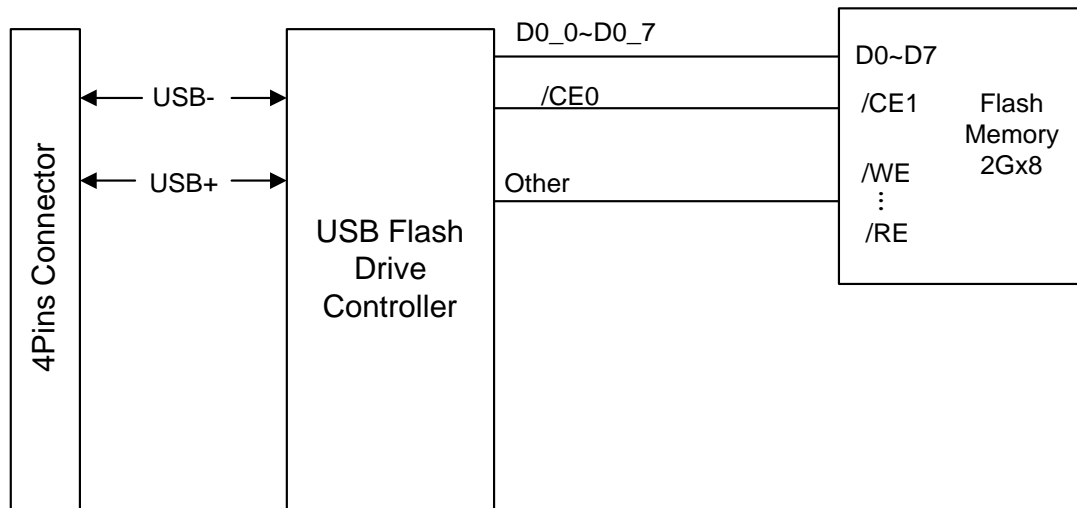 4Pins Connector
USB-
USB+
USB Flash
Drive
Controller
D0_0~D0_7
/CE0
Other
D0~D7
/CE1
/WE
⋮
/RE
Flash
Memory
2Gx8